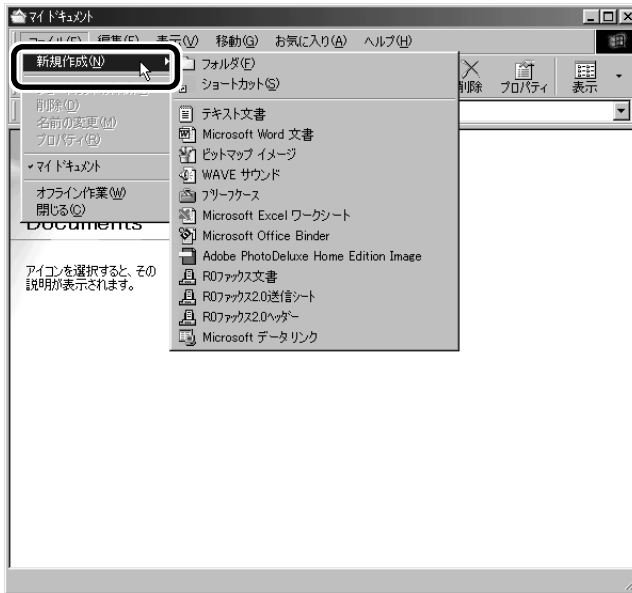 マイ ドキュメント
ファイル(F) 編集(E) 表示(V) 移動(G) お気に入り(A) ヘルプ(H)
新規作成(N)
削除(D)
名前の変更(M)
プロパティ(R)
マイ ドキュメント
オフライン作業(W)
閉じる(C)
フォルダ(F)
ショートカット(S)
テキスト文書
Microsoft Word 文書
ビットマップ イメージ
WAVE サウンド
ブリーフケース
Microsoft Excel ワークシート
Microsoft Office Binder
Adobe PhotoDeluxe Home Edition Image
R0ファックス文書
R0ファックス2.0送信シート
R0ファックス2.0ヘッダー
Microsoft データ リンク
削除 プロパティ 表示
Documents
アイコンを選択すると、その
説明が表示されます。